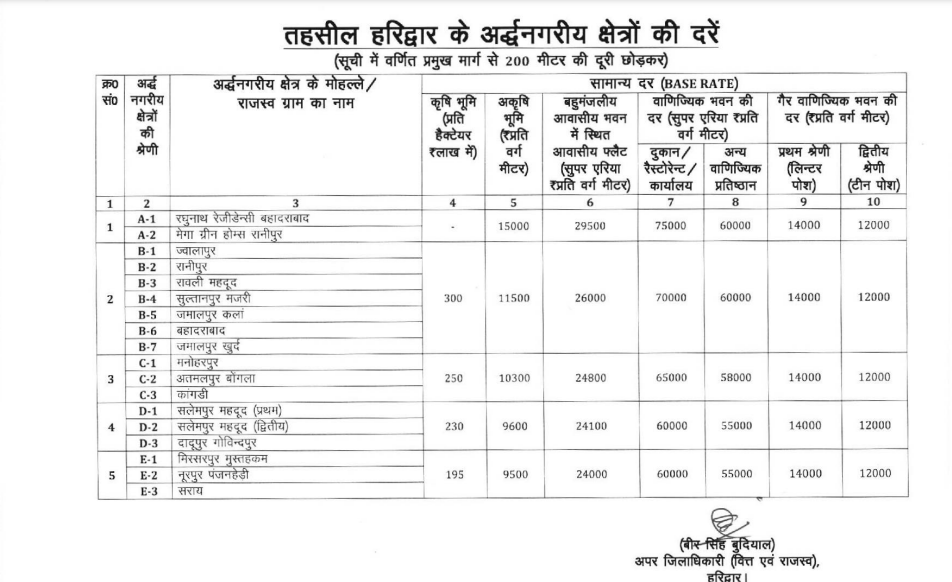 तहसील हरिद्वार के अर्द्धनगरीय क्षेत्रों की दरें
(सूची में वर्णित प्रमुख मार्ग से 200 मीटर की दूरी छोड़कर)
क्र0 सं0 | अर्द्ध नगरीय क्षेत्रों की श्रेणी | अर्द्धनगरीय क्षेत्र के मोहल्ले/ राजस्व ग्राम का नाम | सामान्य दर (BASE RATE)
कृषि भूमि (प्रति हैक्टेयर ₹लाख में) | अकृषि भूमि (₹प्रति वर्ग मीटर) | बहुमंजलीय आवासीय भवन में स्थित आवासीय फ्लैट (सुपर एरिया ₹प्रति वर्ग मीटर) | वाणिज्यिक भवन की दर (सुपर एरिया ₹प्रति वर्ग मीटर) | गैर वाणिज्यिक भवन की दर (₹प्रति वर्ग मीटर)
दुकान/ रैस्टोरेन्ट/ कार्यालय | अन्य वाणिज्यिक प्रतिष्ठान | प्रथम श्रेणी (लिन्टर पोश) | द्वितीय श्रेणी (टीन पोश)
1 | 2 | 3 | 4 | 5 | 6 | 7 | 8 | 9 | 10
1 | A-1 | रघुनाथ रेजीडेन्सी बहादराबाद | - | 15000 | 29500 | 75000 | 60000 | 14000 | 12000
A-2 | मेगा ग्रीन होम्स रानीपुर
2 | B-1 | ज्वालापुर | 300 | 11500 | 26000 | 70000 | 60000 | 14000 | 12000
B-2 | रानीपुर
B-3 | रावली महदूद
B-4 | सुल्तानपुर मजरी
B-5 | जमालपुर कलां
B-6 | बहादराबाद
B-7 | जमालपुर खुर्द
3 | C-1 | मनोहरपुर | 250 | 10300 | 24800 | 65000 | 58000 | 14000 | 12000
C-2 | अतमलपुर बोंगला
C-3 | कांगडी
4 | D-1 | सलेमपुर महदूद (प्रथम) | 230 | 9600 | 24100 | 60000 | 55000 | 14000 | 12000
D-2 | सलेमपुर महदूद (द्वितीय)
D-3 | दादूपुर गोविन्दपुर
5 | E-1 | मिस्सरपुर मुस्तहकम | 195 | 9500 | 24000 | 60000 | 55000 | 14000 | 12000
E-2 | नूरपुर पंजनहेड़ी
E-3 | सराय
(बीर सिंह बुदियाल)
अपर जिलाधिकारी (वित्त एवं राजस्व),
हरिद्वार।